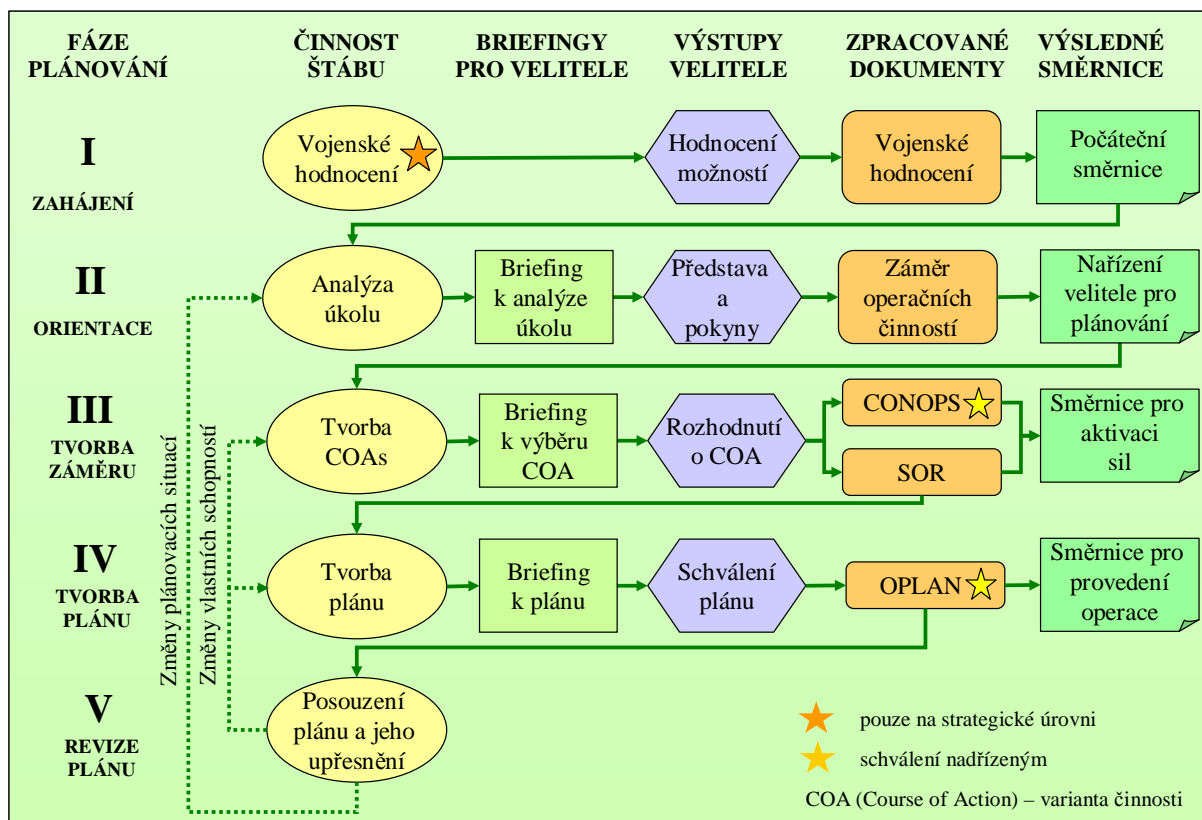 FÁZE
PLÁNOVÁNÍ
ČINNOST
ŠTÁBU
BRIEFINGY
PRO VELITELE
VÝSTUPY
VELITELE
ZPRACOVANÉ
DOKUMENTY
VÝSLEDNÉ
SMĚRNICE
I
ZAHÁJENÍ
Vojenské
hodnocení
Hodnocení
možností
Vojenské
hodnocení
Počáteční
směrnice
II
ORIENTACE
Analýza
úkolu
Briefing
k analýze
úkolu
Představa
a
pokyny
Záměr
operačních
činností
Nařízení
velitele pro
plánování
III
TVORBA
ZÁMĚRU
Tvorba
COAs
Briefing
k výběru
COA
Rozhodnutí
o COA
CONOPS
SOR
Směrnice pro
aktivaci
sil
IV
TVORBA
PLÁNU
Tvorba
plánu
Briefing
k plánu
Schválení
plánu
OPLAN
Směrnice pro
provedení
operace
V
REVIZE
PLÁNU
Posouzení
plánu a jeho
upřesnění
Změny plánovacích situací
Změny vlastních schopností
pouze na strategické úrovni
schválení nadřízeným
COA (Course of Action) – varianta činnosti